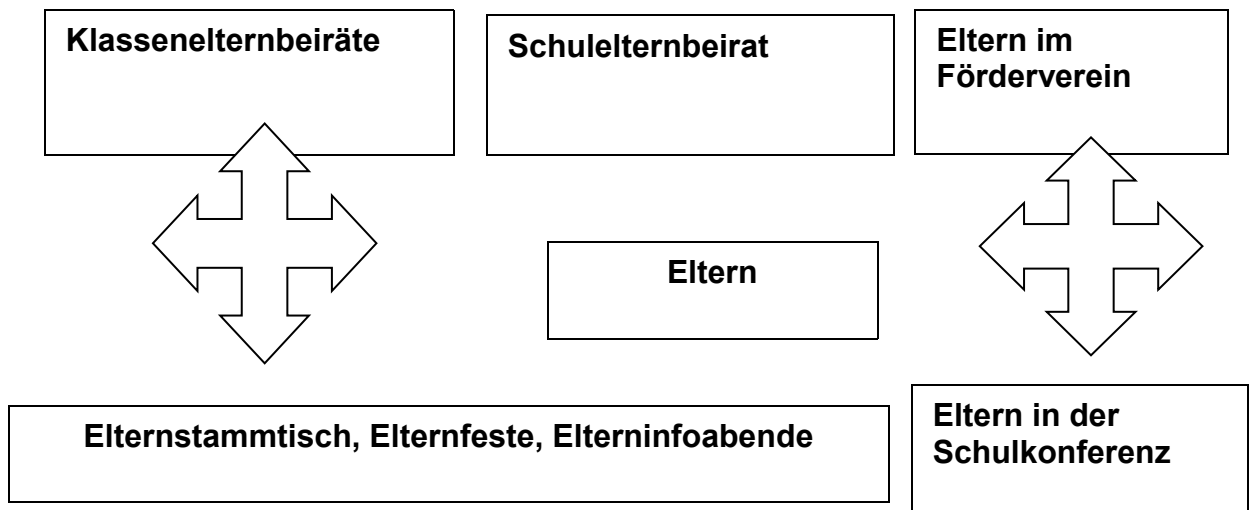 Klassenelternbeiräte
Schulelternbeirat
Eltern im
Förderverein
Eltern
Elternstammtisch, Elternfeste, Elterninfoabende
Eltern in der
Schulkonferenz